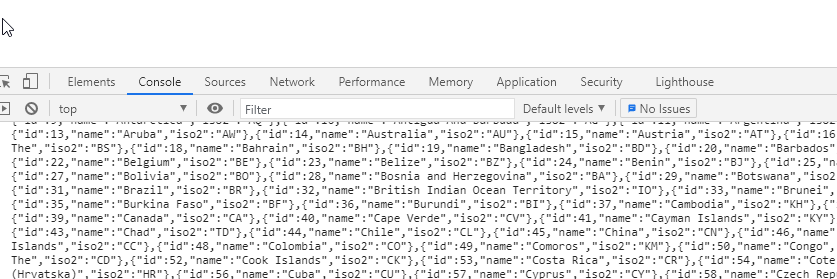 Elements Console Sources Network Performance Memory Application Security Lighthouse
top Filter Default levels No Issues
{"id":13,"name":"Aruba","iso2":"AW"},{"id":14,"name":"Australia","iso2":"AU"},{"id":15,"name":"Austria","iso2":"AT"},{"id":16
The","iso2":"BS"},{"id":18,"name":"Bahrain","iso2":"BH"},{"id":19,"name":"Bangladesh","iso2":"BD"},{"id":20,"name":"Barbados"
{"id":22,"name":"Belgium","iso2":"BE"},{"id":23,"name":"Belize","iso2":"BZ"},{"id":24,"name":"Benin","iso2":"BJ"},{"id":25,"n
{"id":27,"name":"Bolivia","iso2":"BO"},{"id":28,"name":"Bosnia and Herzegovina","iso2":"BA"},{"id":29,"name":"Botswana","iso2
{"id":31,"name":"Brazil","iso2":"BR"},{"id":32,"name":"British Indian Ocean Territory","iso2":"IO"},{"id":33,"name":"Brunei",
{"id":35,"name":"Burkina Faso","iso2":"BF"},{"id":36,"name":"Burundi","iso2":"BI"},{"id":37,"name":"Cambodia","iso2":"KH"},{
{"id":39,"name":"Canada","iso2":"CA"},{"id":40,"name":"Cape Verde","iso2":"CV"},{"id":41,"name":"Cayman Islands","iso2":"KY"}
{"id":43,"name":"Chad","iso2":"TD"},{"id":44,"name":"Chile","iso2":"CL"},{"id":45,"name":"China","iso2":"CN"},{"id":46,"name
Islands","iso2":"CC"},{"id":48,"name":"Colombia","iso2":"CO"},{"id":49,"name":"Comoros","iso2":"KM"},{"id":50,"name":"Congo",
The","iso2":"CD"},{"id":52,"name":"Cook Islands","iso2":"CK"},{"id":53,"name":"Costa Rica","iso2":"CR"},{"id":54,"name":"Cote
(Hrvatska)","iso2":"HR"},{"id":56,"name":"Cuba","iso2":"CU"},{"id":57,"name":"Cyprus","iso2":"CY"},{"id":58,"name":"Czech Re